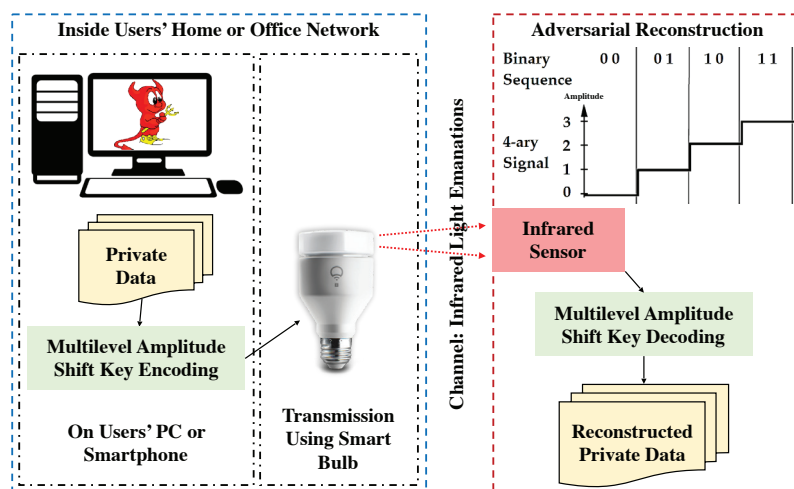 Inside Users' Home or Office Network
Private
Data
Multilevel Amplitude
Shift Key Encoding
On Users' PC or
Smartphone
Transmission
Using Smart
Bulb
Channel: Infrared Light Emanations
Adversarial Reconstruction
Binary
Sequence
0 0 0 1 1 0 1 1
Amplitude
4-ary
Signal
3
2
1
0
Infrared
Sensor
Multilevel Amplitude
Shift Key Decoding
Reconstructed
Private Data